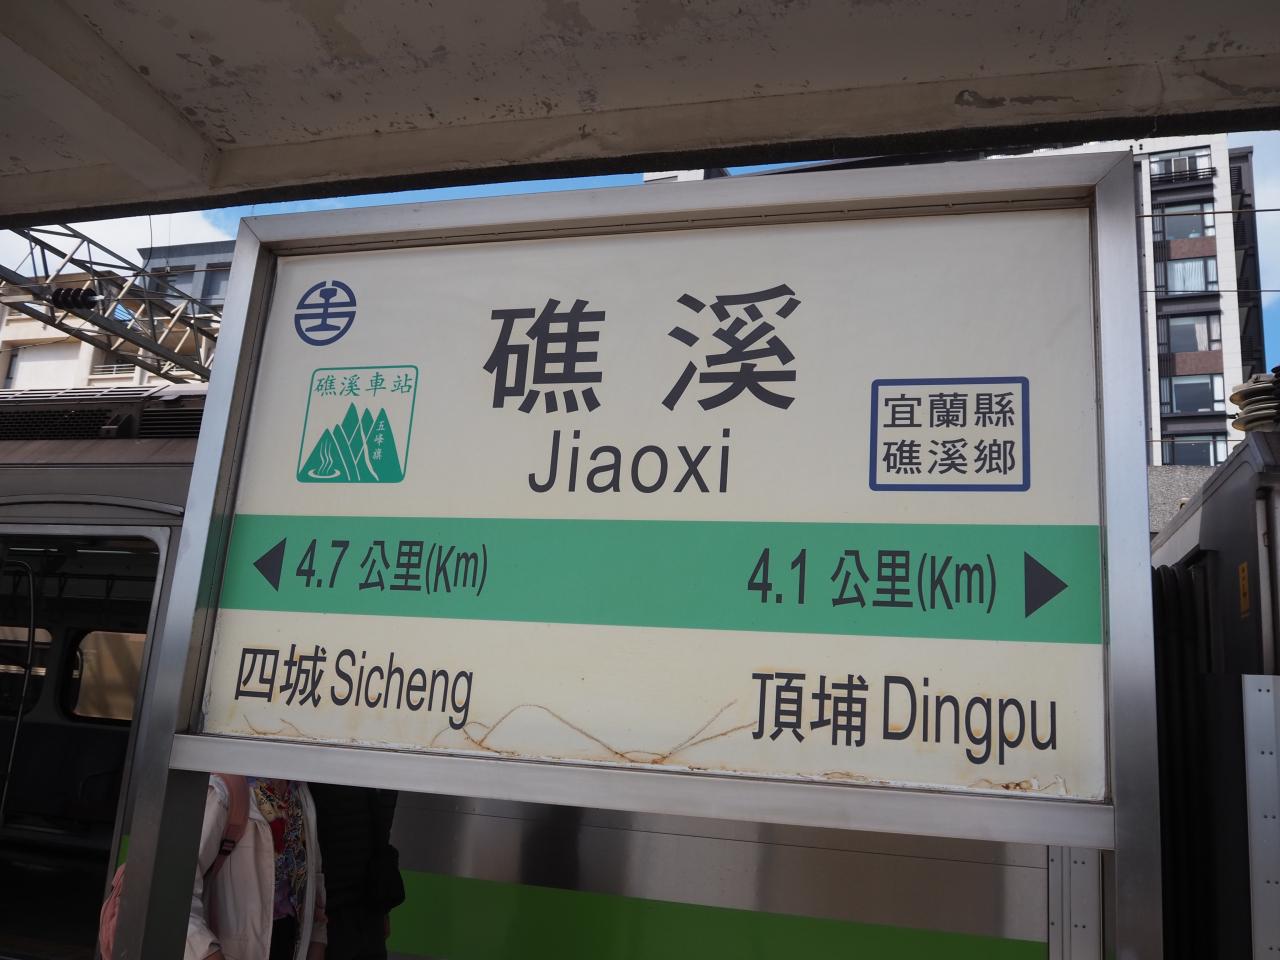 礁溪
Jiaoxi
礁溪車站
五峰旗
宜蘭縣
礁溪鄉
4.7 公里(Km)
4.1 公里(Km)
四城 Sicheng
頂埔 Dingpu